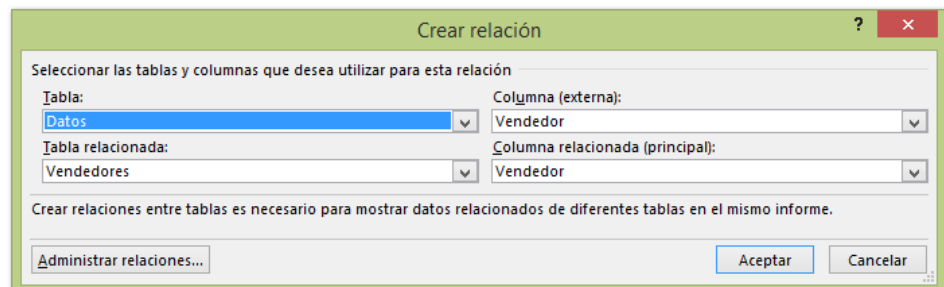 Crear relación
? ×
Seleccionar las tablas y columnas que desea utilizar para esta relación
Tabla: Columna (externa):
Datos Vendedor
Tabla relacionada: Columna relacionada (principal):
Vendedores Vendedor
Crear relaciones entre tablas es necesario para mostrar datos relacionados de diferentes tablas en el mismo informe.
Administrar relaciones... Aceptar Cancelar